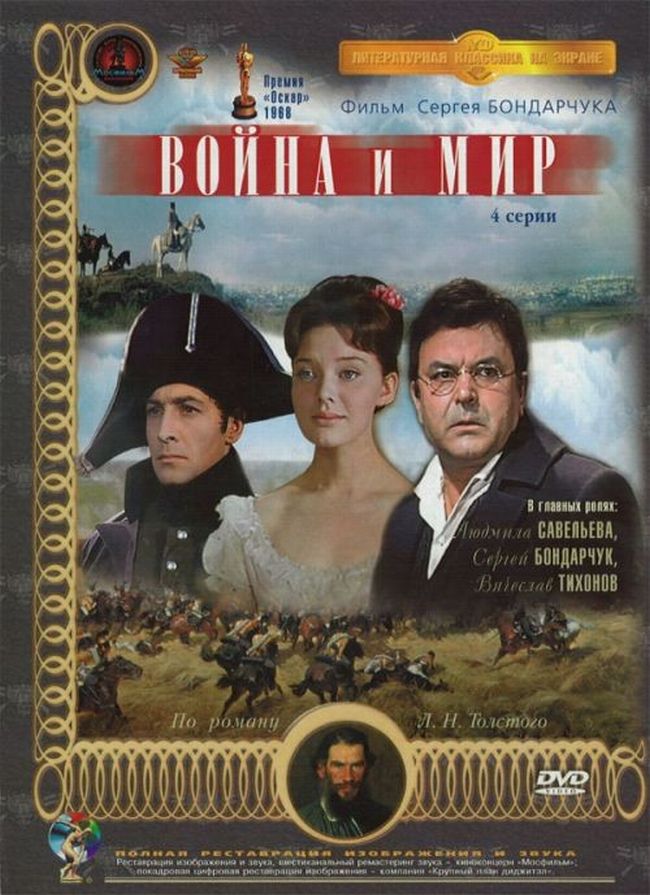 МОСФИЛЬМ
ЛИТЕРАТУРНАЯ КЛАССИКА НА ЭКРАНЕ
Премия
«Оскар»
1968
Фильм Сергея БОНДАРЧУКА
ВОЙНА и МИР
4 серии
В главных ролях:
Людмила САВЕЛЬЕВА,
Сергей БОНДАРЧУК,
Вячеслав ТИХОНОВ
По роману Л. Н. Толстого
DVD
VIDEO
ПОЛНАЯ РЕСТАВРАЦИЯ ИЗОБРАЖЕНИЯ И ЗВУКА
Реставрация изображения и звука, шестиканальный ремастеринг звука – киноконцерн «Мосфильм»;
покадровая цифровая реставрация изображения – компания «Крупный план диджитал».